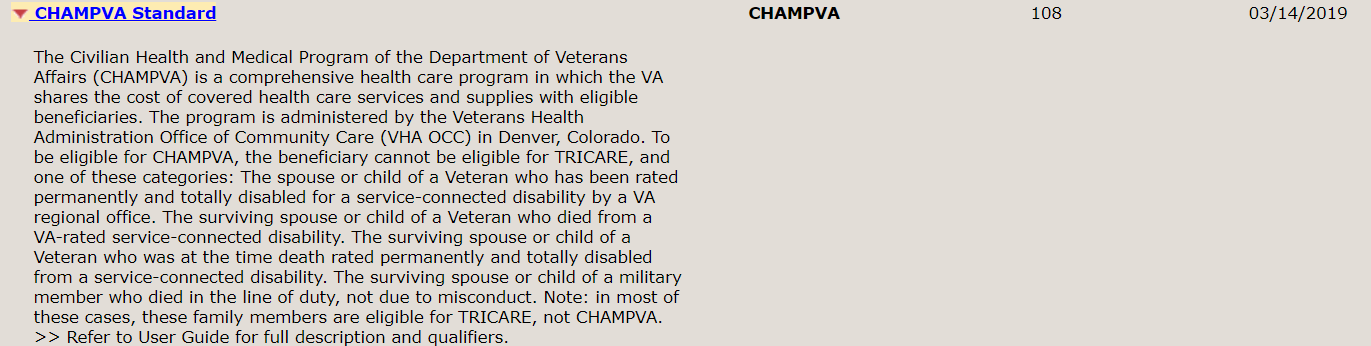 CHAMPVA Standard CHAMPVA 108 03/14/2019
The Civilian Health and Medical Program of the Department of Veterans
Affairs (CHAMPVA) is a comprehensive health care program in which the VA
shares the cost of covered health care services and supplies with eligible
beneficiaries. The program is administered by the Veterans Health
Administration Office of Community Care (VHA OCC) in Denver, Colorado. To
be eligible for CHAMPVA, the beneficiary cannot be eligible for TRICARE, and
one of these categories: The spouse or child of a Veteran who has been rated
permanently and totally disabled for a service-connected disability by a VA
regional office. The surviving spouse or child of a Veteran who died from a
VA-rated service-connected disability. The surviving spouse or child of a
Veteran who was at the time death rated permanently and totally disabled
from a service-connected disability. The surviving spouse or child of a military
member who died in the line of duty, not due to misconduct. Note: in most of
these cases, these family members are eligible for TRICARE, not CHAMPVA.
>> Refer to User Guide for full description and qualifiers.